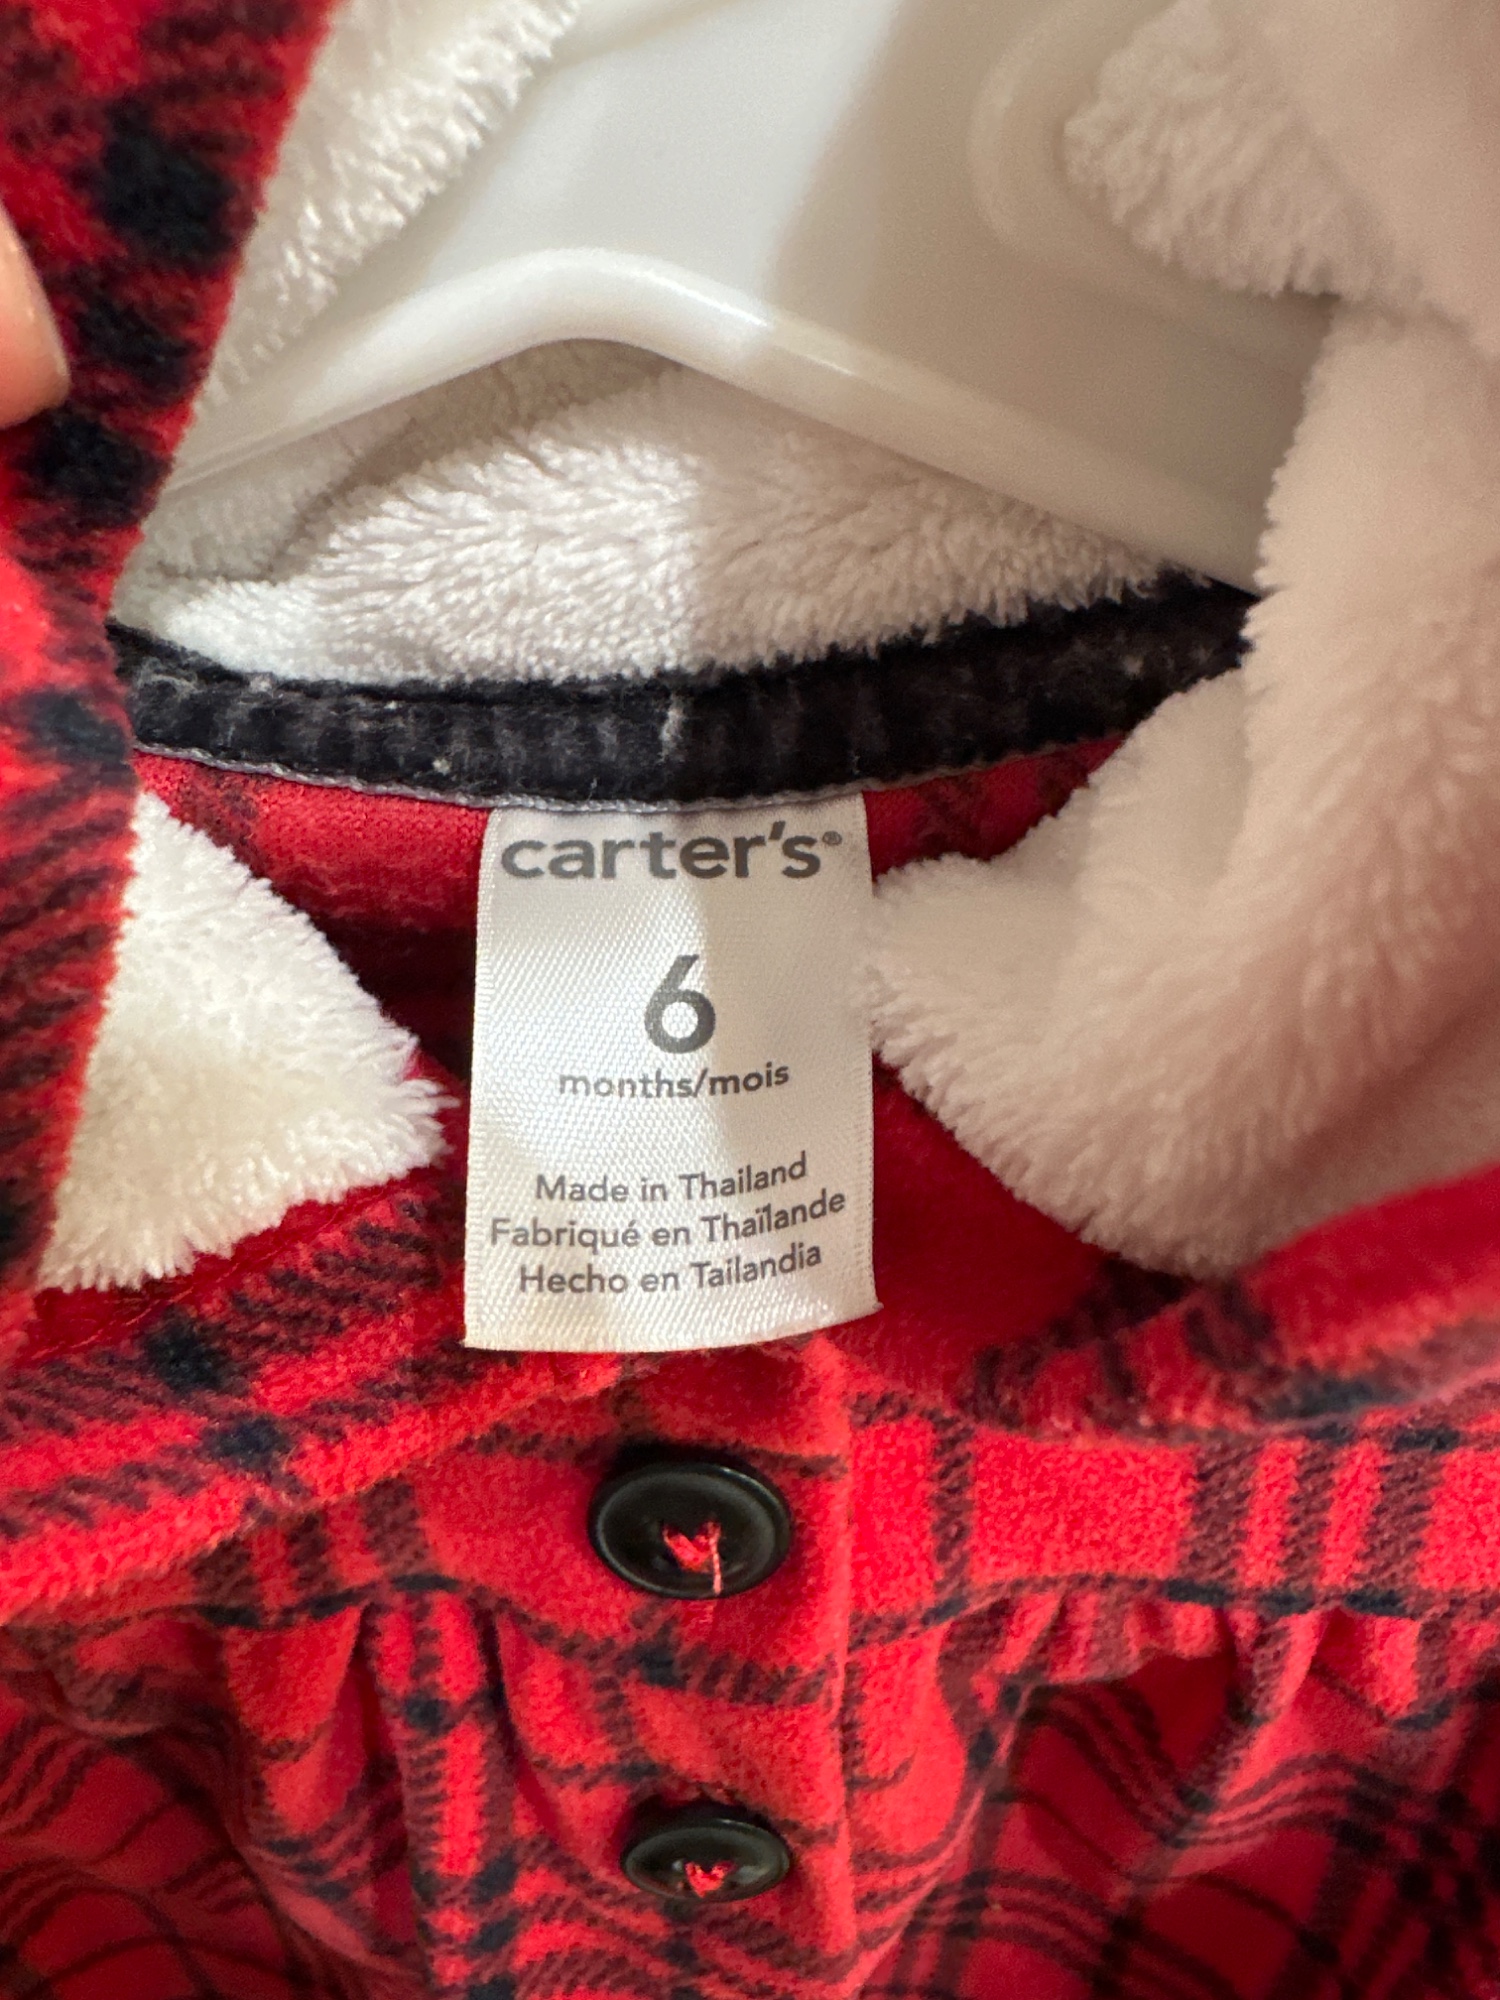 carter's®
6
months/mois
Made in Thailand
Fabriqué en Thaïlande
Hecho en Tailandia